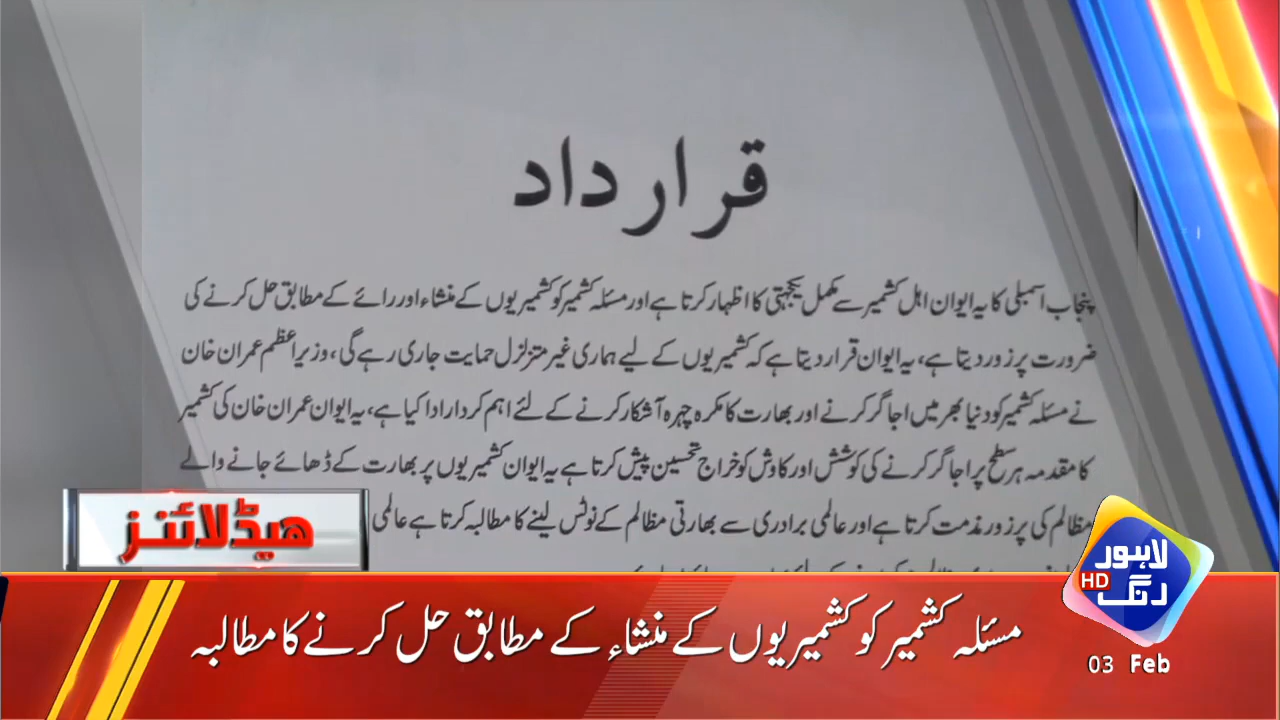 قرارداد
پنجاب اسمبلی کا یہ ایوان اہل کشمیر سے مکمل یکجہتی کا اظہار کرتا ہے اور مسئلہ کشمیر کو کشمیریوں کے منشاء اور رائے کے مطابق حل کرنے کی
ضرورت پر زور دیتا ہے، یہ ایوان قرار دیتا ہے کہ کشمیریوں کے لیے ہماری غیر متزلزل حمایت جاری رہے گی، وزیر اعظم عمران خان
نے مسئلہ کشمیر کو دنیا بھر میں اجاگر کرنے اور بھارت کا مکرہ چہرہ آشکار کرنے کے لئے اہم کردار ادا کیا ہے، یہ ایوان عمران خان کی کشمیر
کا مقدمہ ہر سطح پر اجاگر کرنے کی کوشش اور کاوش کو خراج تحسین پیش کرتا ہے یہ ایوان کشمیریوں پر بھارت کے ڈھائے جانے والے
مظالم کی پرزور مذمت کرتا ہے اور عالمی برادری سے بھارتی مظالم کے نوٹس لینے کا مطالبہ کرتا ہے عالمی
ہیڈلائنز
لاہور
HD رنگ
مسئلہ کشمیر کو کشمیریوں کے منشاء کے مطابق حل کرنے کا مطالبہ
03 Feb